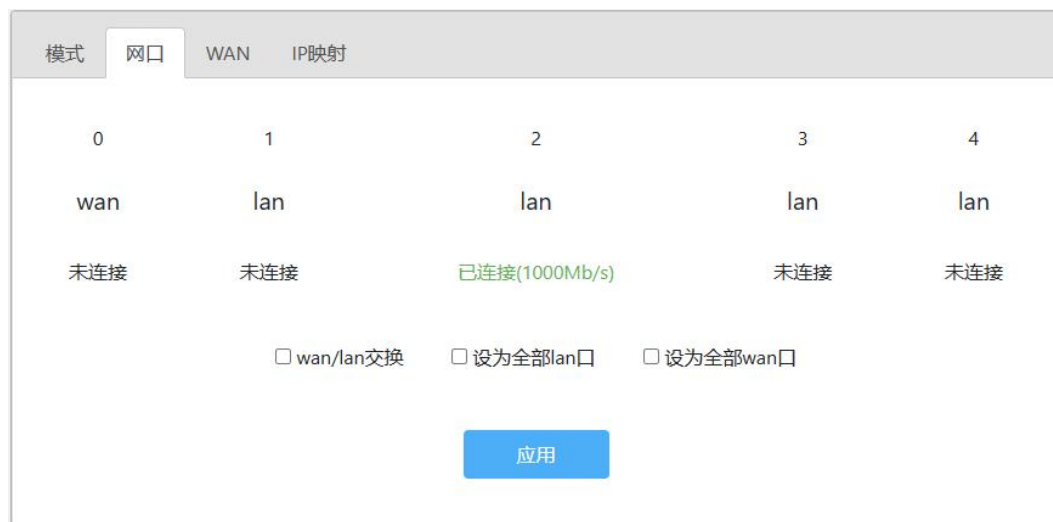 模式 网口 WAN IP映射
0 1 2 3 4
wan lan lan lan lan
未连接 未连接 已连接(1000Mb/s) 未连接 未连接
wan/lan交换 设为全部lan口 设为全部wan口
应用